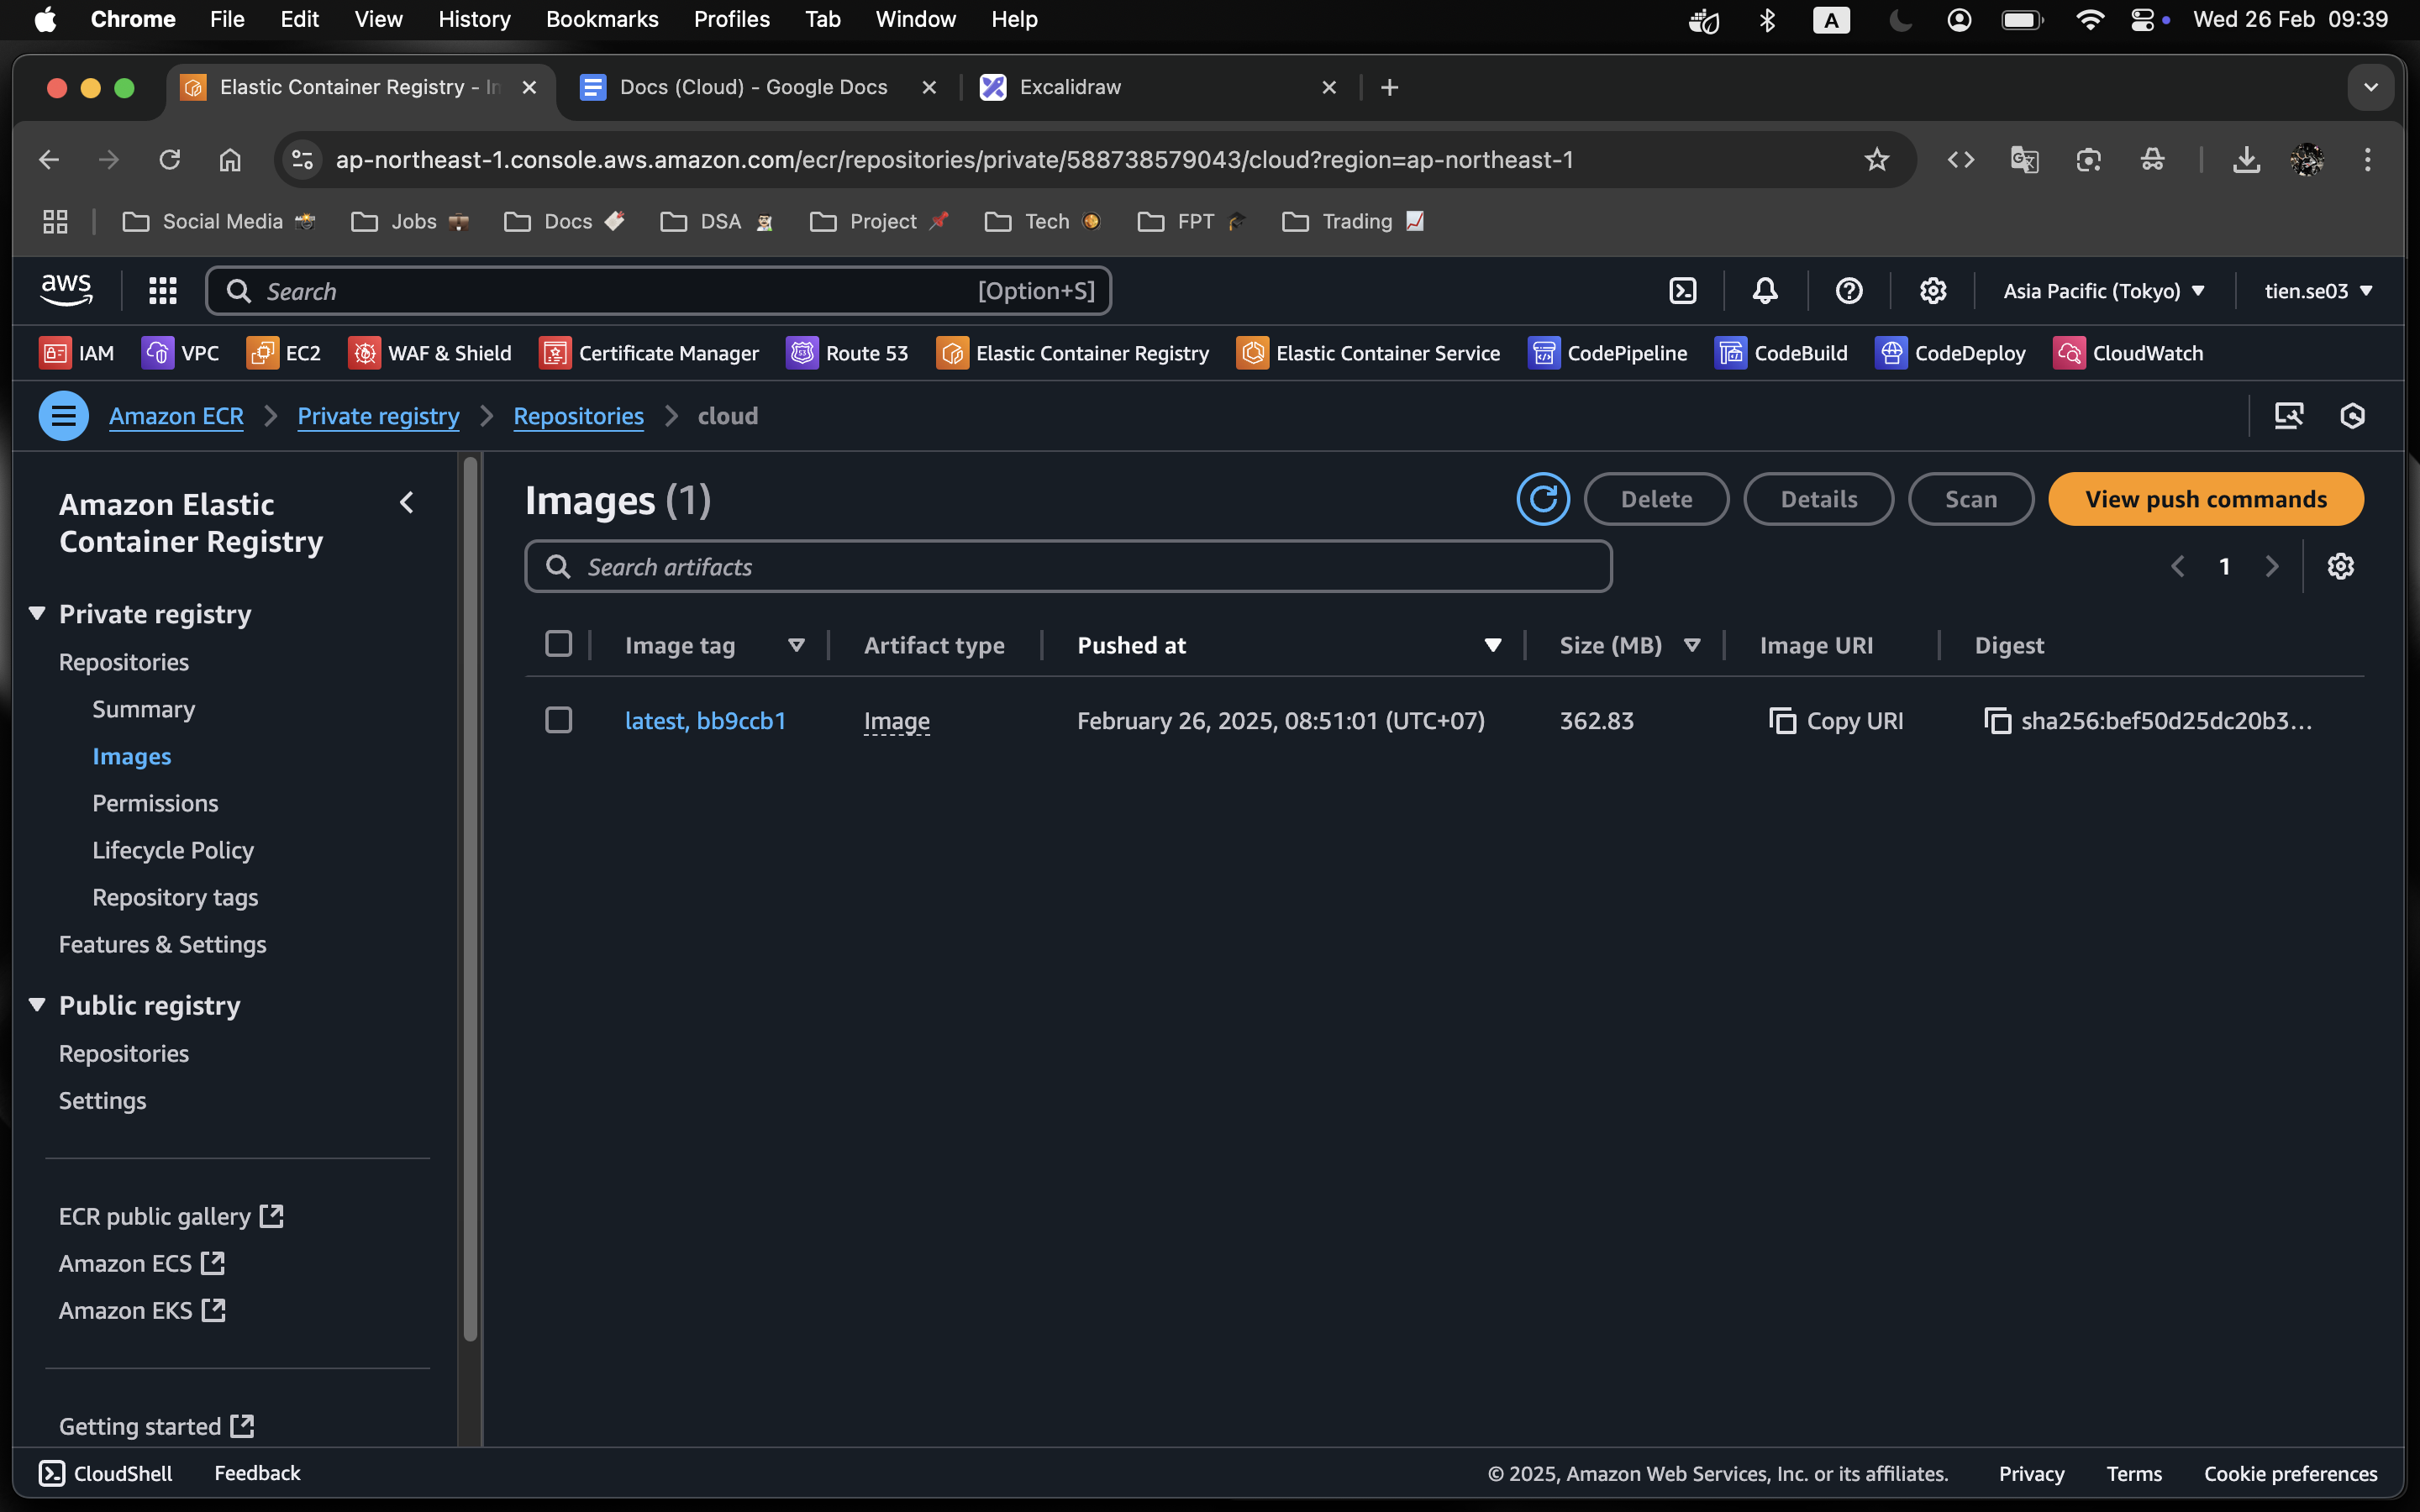 Chrome File Edit View History Bookmarks Profiles Tab Window Help A Wed 26 Feb 09:39
Elastic Container Registry - In Docs (Cloud) - Google Docs Excalidraw
ap-northeast-1.console.aws.amazon.com/ecr/repositories/private/588738579043/cloud?region=ap-northeast-1
Social Media Jobs Docs DSA Project Tech FPT Trading
aws Search [Option+S] Asia Pacific (Tokyo) tien.se03
IAM VPC EC2 WAF & Shield Certificate Manager Route 53 Elastic Container Registry Elastic Container Service CodePipeline CodeBuild CodeDeploy CloudWatch
Amazon ECR Private registry Repositories cloud
Amazon Elastic
Container Registry
Private registry
Repositories
Summary
Images
Permissions
Lifecycle Policy
Repository tags
Features & Settings
Public registry
Repositories
Settings
ECR public gallery
Amazon ECS
Amazon EKS
Getting started
Images (1) Delete Details Scan View push commands
Search artifacts 1
Image tag Artifact type Pushed at Size (MB) Image URI Digest
latest, bb9ccb1 Image February 26, 2025, 08:51:01 (UTC+07) 362.83 Copy URI sha256:bef50d25dc20b3...
CloudShell Feedback © 2025, Amazon Web Services, Inc. or its affiliates. Privacy Terms Cookie preferences